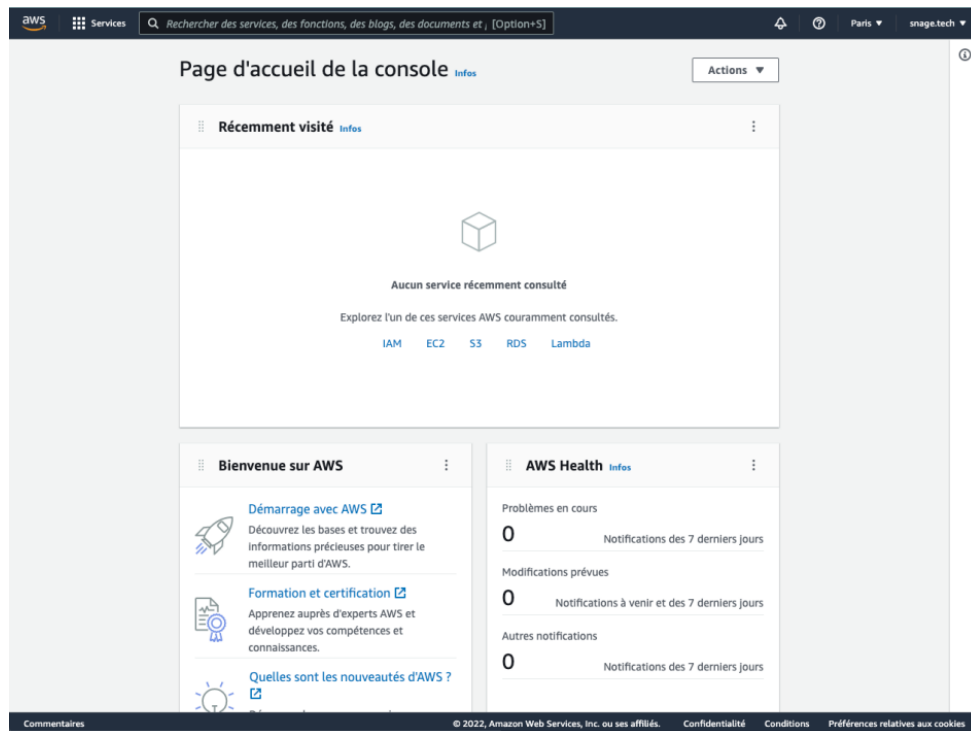 aws Services Rechercher des services, des fonctions, des blogs, des documents et [Option+S] Paris ▼ snage.tech ▼
Page d'accueil de la console Infos Actions ▼
Récemment visité Infos
Aucun service récemment consulté
Explorez l'un de ces services AWS couramment consultés.
IAM EC2 S3 RDS Lambda
Bienvenue sur AWS
Démarrage avec AWS
Découvrez les bases et trouvez des
informations précieuses pour tirer le
meilleur parti d'AWS.
Formation et certification
Apprenez auprès d'experts AWS et
développez vos compétences et
connaissances.
Quelles sont les nouveautés d'AWS ?
AWS Health Infos
Problèmes en cours
0 Notifications des 7 derniers jours
Modifications prévues
0 Notifications à venir et des 7 derniers jours
Autres notifications
0 Notifications des 7 derniers jours
Commentaires © 2022, Amazon Web Services, Inc. ou ses affiliés. Confidentialité Conditions Préférences relatives aux cookies